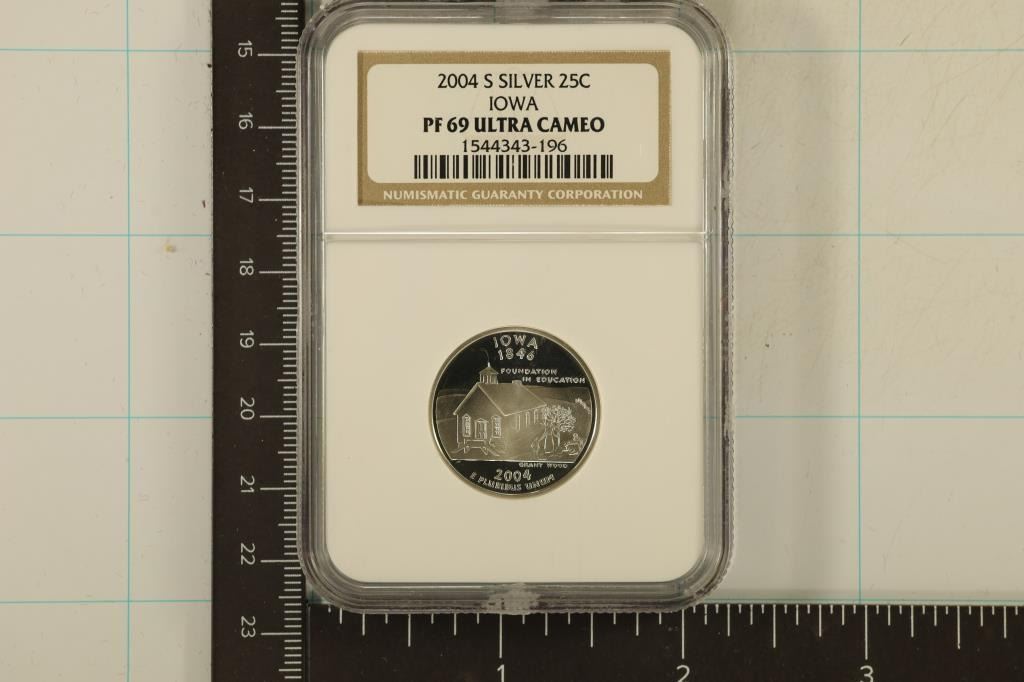 2004 S SILVER 25C
IOWA
PF 69 ULTRA CAMEO
1544343-196
NUMISMATIC GUARANTY CORPORATION
IOWA
1846
FOUNDATION
IN EDUCATION
GRANT WOOD
2004
E PLURIBUS UNUM
15
16
17
18
19
20
21
22
23
1 2 3